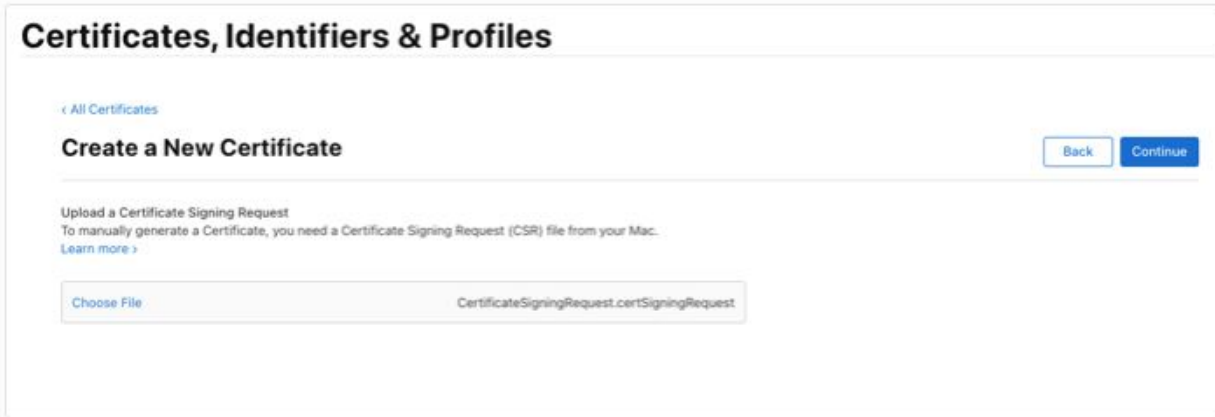 Certificates, Identifiers & Profiles
‹ All Certificates
Create a New Certificate
Back
Continue
Upload a Certificate Signing Request
To manually generate a Certificate, you need a Certificate Signing Request (CSR) file from your Mac.
Learn more ›
Choose File
CertificateSigningRequest.certSigningRequest